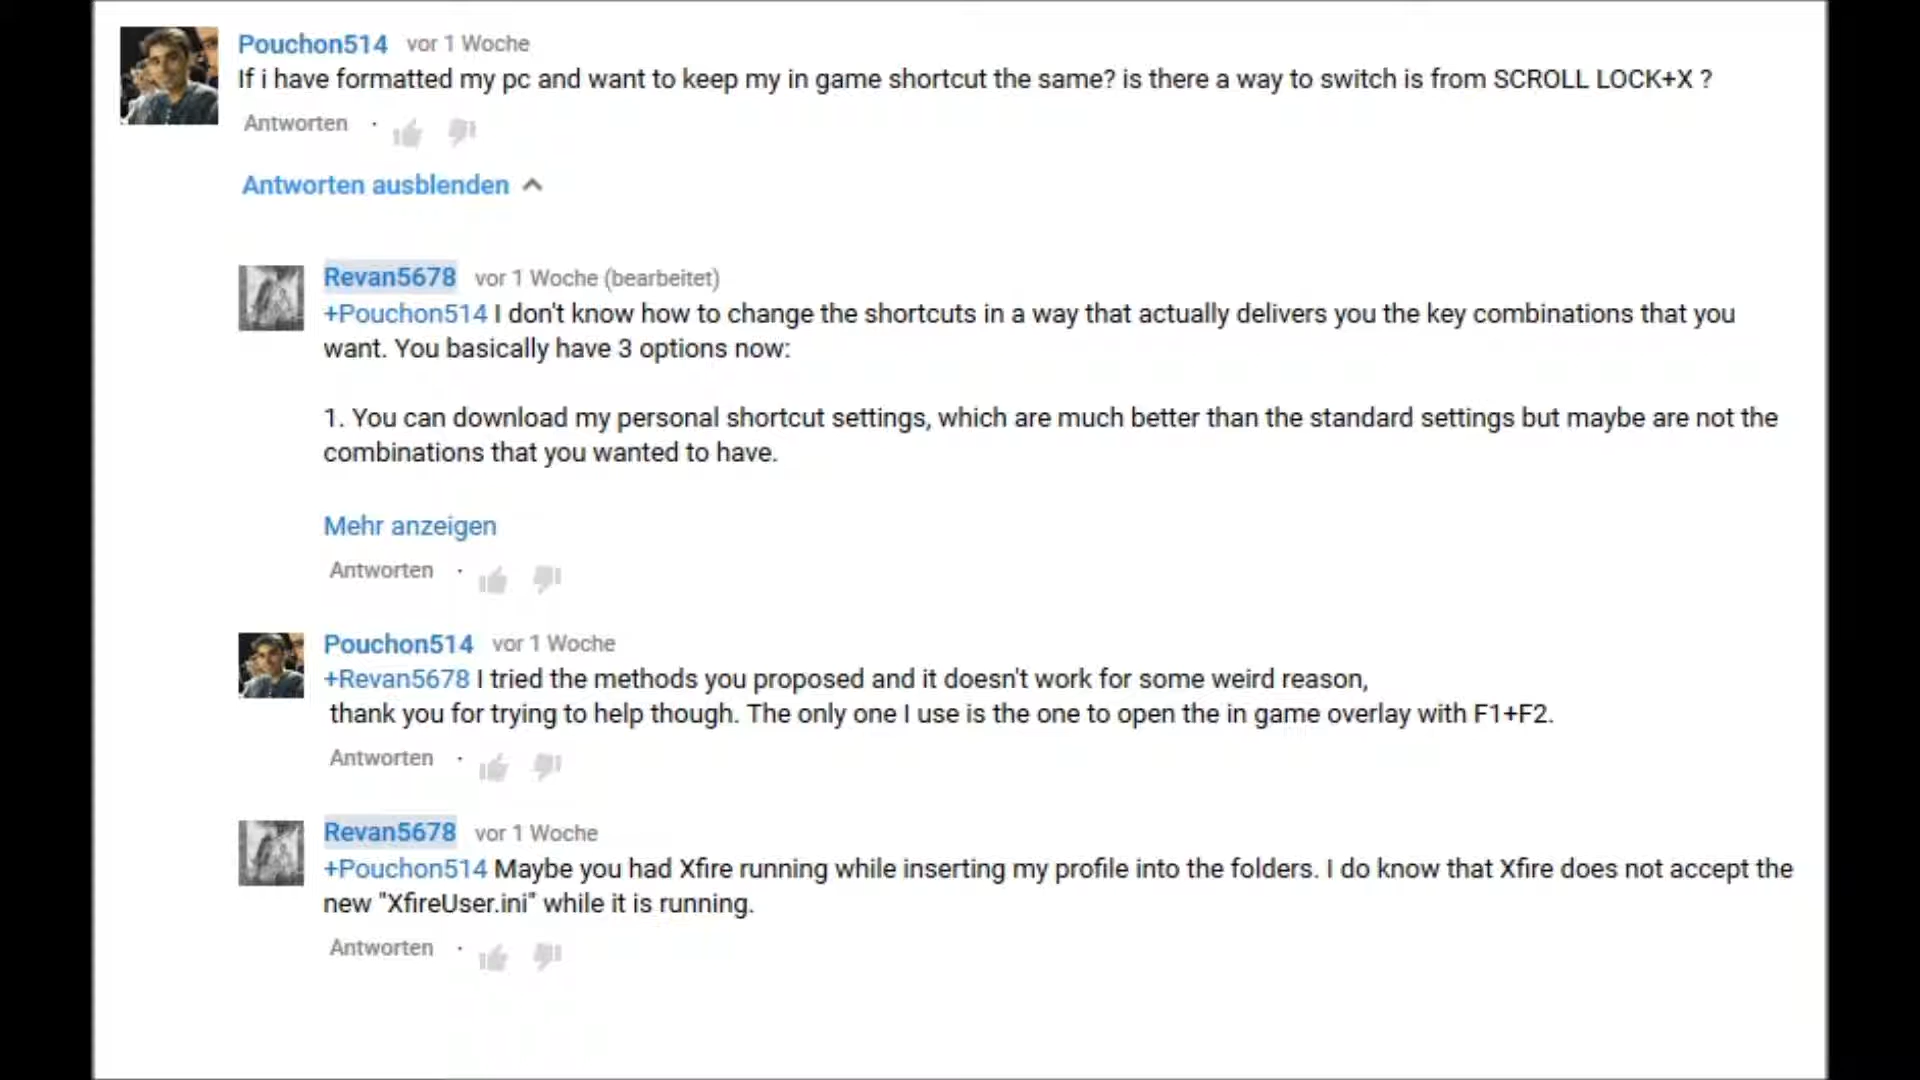 Pouchon514 vor 1 Woche
If i have formatted my pc and want to keep my in game shortcut the same? is there a way to switch is from SCROLL LOCK+X ?
Antworten ·
Antworten ausblenden
Revan5678 vor 1 Woche (bearbeitet)
+Pouchon514 I don't know how to change the shortcuts in a way that actually delivers you the key combinations that you
want. You basically have 3 options now:
1. You can download my personal shortcut settings, which are much better than the standard settings but maybe are not the
combinations that you wanted to have.
Mehr anzeigen
Antworten ·
Pouchon514 vor 1 Woche
+Revan5678 I tried the methods you proposed and it doesn't work for some weird reason,
thank you for trying to help though. The only one I use is the one to open the in game overlay with F1+F2.
Antworten ·
Revan5678 vor 1 Woche
+Pouchon514 Maybe you had Xfire running while inserting my profile into the folders. I do know that Xfire does not accept the
new "XfireUser.ini" while it is running.
Antworten ·